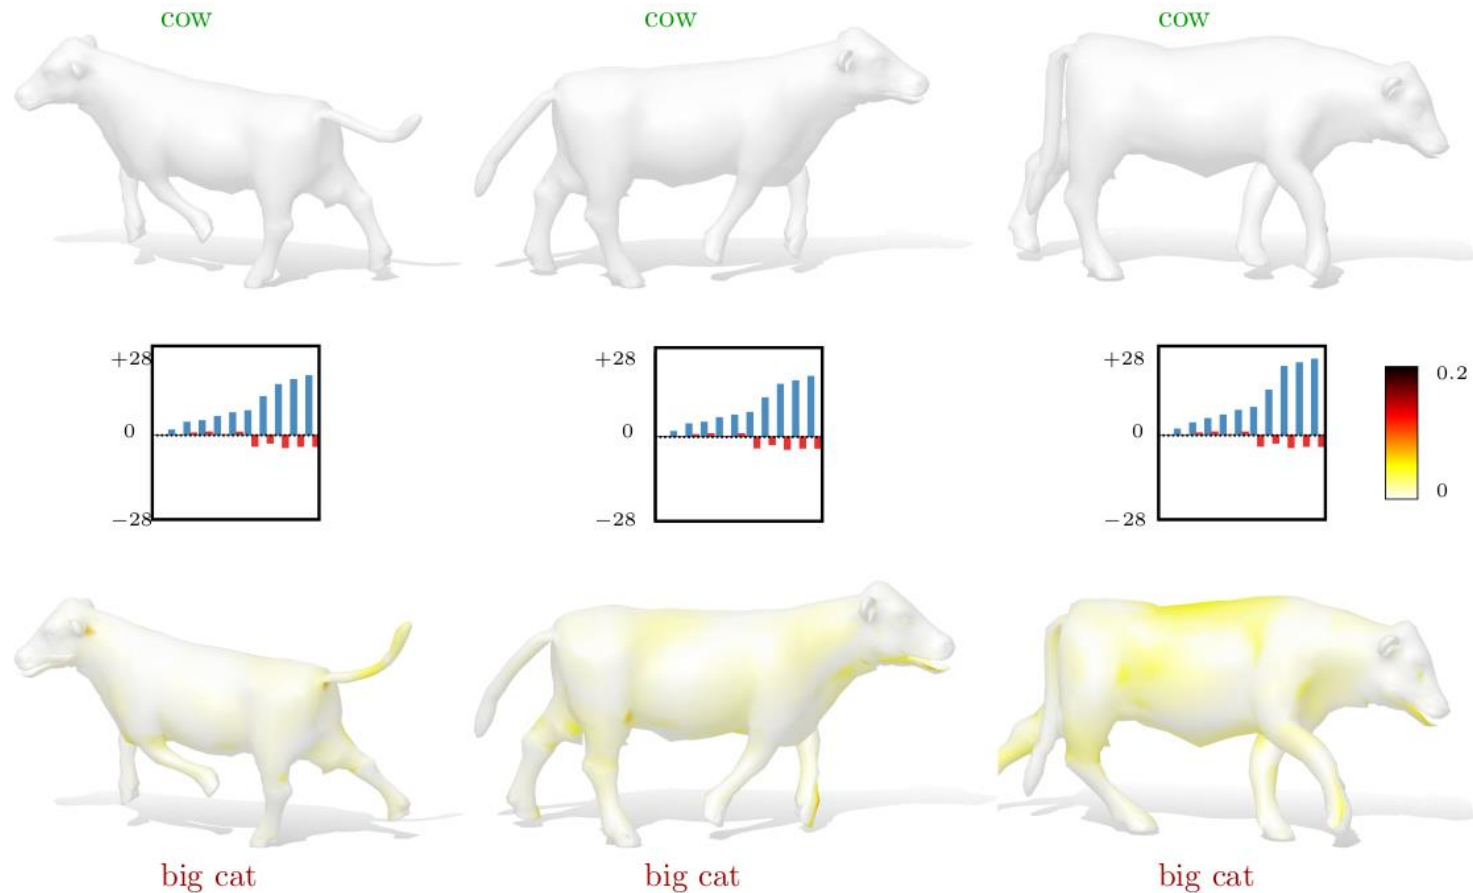 cow cow cow
+28 +28 +28
0.2
0 0 0
0
−28 −28 −28
big cat big cat big cat